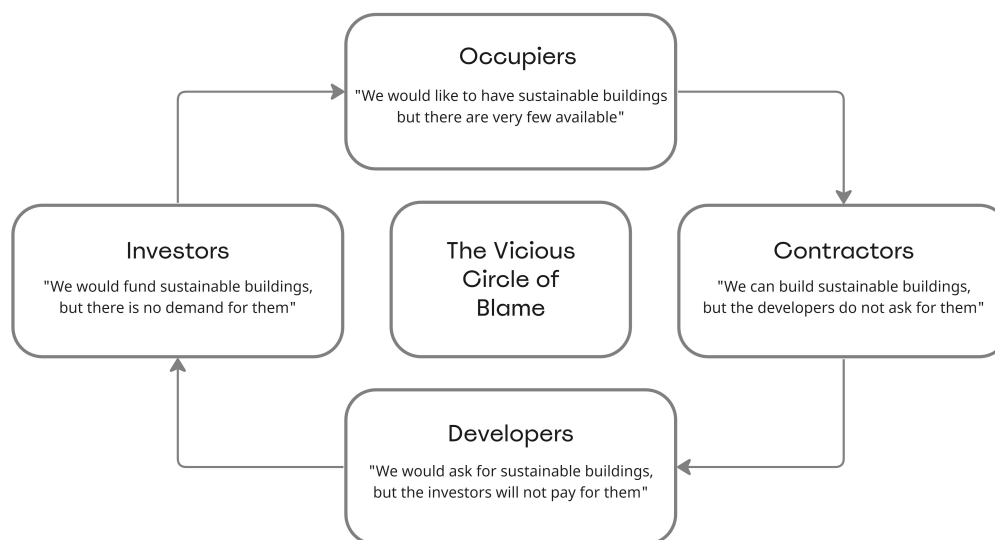 Occupiers
"We would like to have sustainable buildings
but there are very few available"
Investors
"We would fund sustainable buildings,
but there is no demand for them"
The Vicious
Circle of
Blame
Contractors
"We can build sustainable buildings,
but the developers do not ask for them"
Developers
"We would ask for sustainable buildings,
but the investors will not pay for them"